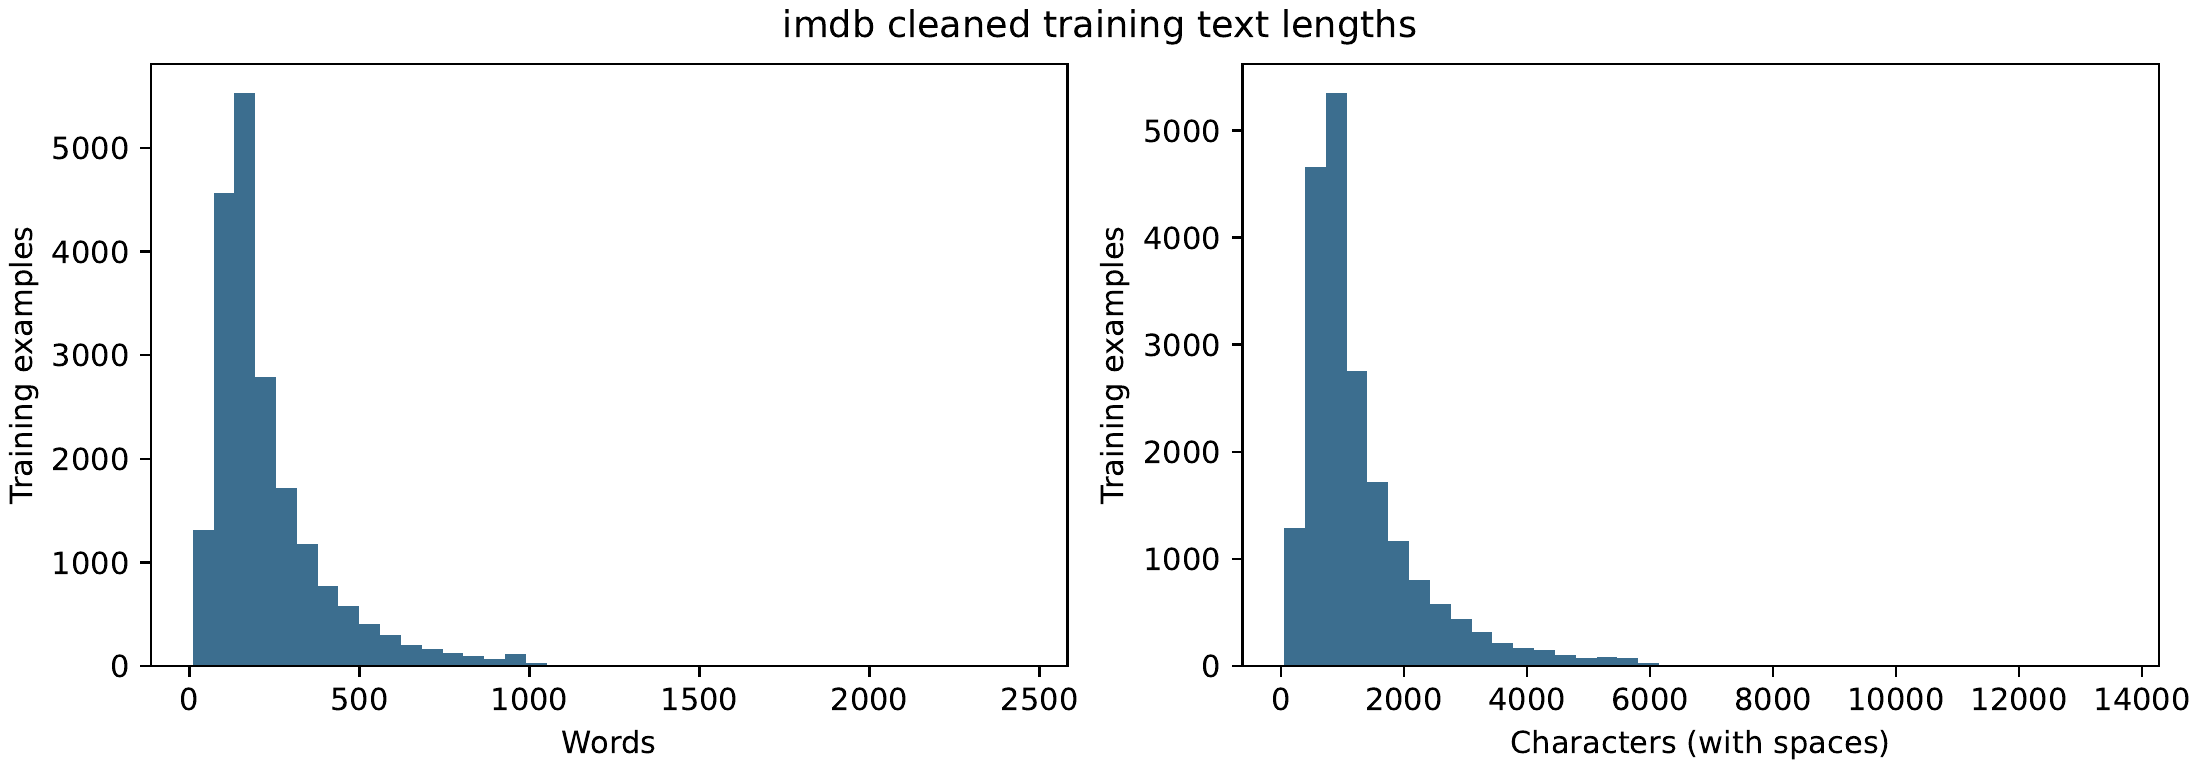 imdb cleaned training text lengths
Training examples
5000
4000
3000
2000
1000
0
0 500 1000 1500 2000 2500
Words
Training examples
5000
4000
3000
2000
1000
0
0 2000 4000 6000 8000 10000 12000 14000
Characters (with spaces)